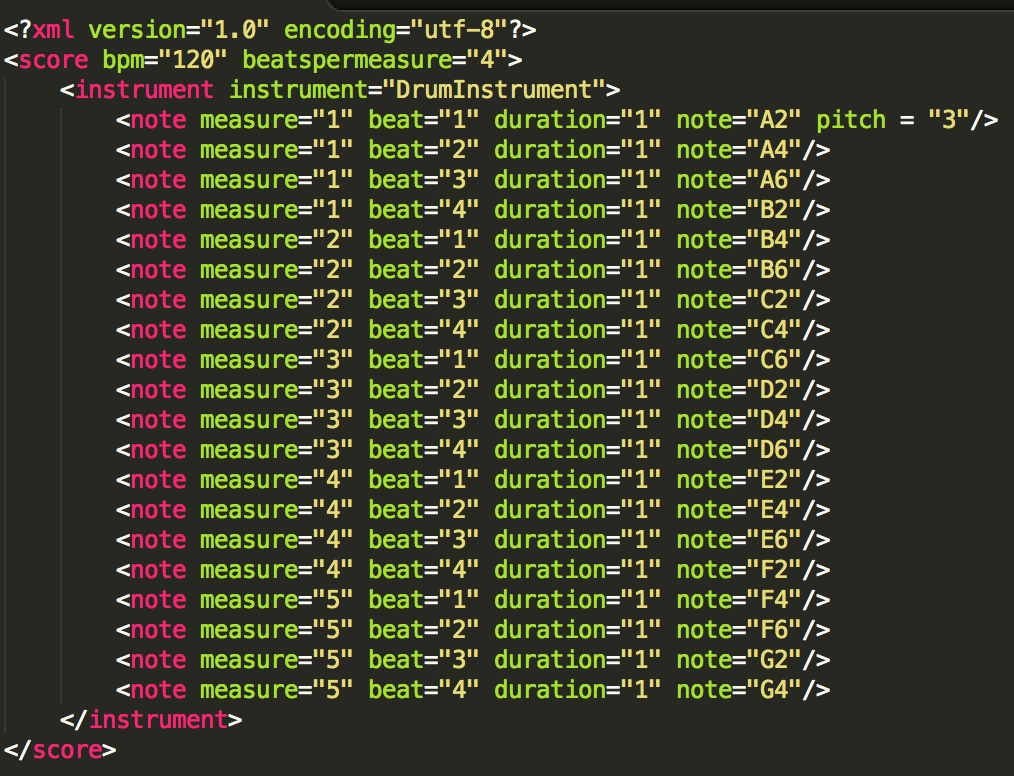 <?xml version="1.0" encoding="utf-8"?>
<score bpm="120" beatspermeasure="4">
    <instrument instrument="DrumInstrument">
        <note measure="1" beat="1" duration="1" note="A2" pitch = "3"/>
        <note measure="1" beat="2" duration="1" note="A4"/>
        <note measure="1" beat="3" duration="1" note="A6"/>
        <note measure="1" beat="4" duration="1" note="B2"/>
        <note measure="2" beat="1" duration="1" note="B4"/>
        <note measure="2" beat="2" duration="1" note="B6"/>
        <note measure="2" beat="3" duration="1" note="C2"/>
        <note measure="2" beat="4" duration="1" note="C4"/>
        <note measure="3" beat="1" duration="1" note="C6"/>
        <note measure="3" beat="2" duration="1" note="D2"/>
        <note measure="3" beat="3" duration="1" note="D4"/>
        <note measure="3" beat="4" duration="1" note="D6"/>
        <note measure="4" beat="1" duration="1" note="E2"/>
        <note measure="4" beat="2" duration="1" note="E4"/>
        <note measure="4" beat="3" duration="1" note="E6"/>
        <note measure="4" beat="4" duration="1" note="F2"/>
        <note measure="5" beat="1" duration="1" note="F4"/>
        <note measure="5" beat="2" duration="1" note="F6"/>
        <note measure="5" beat="3" duration="1" note="G2"/>
        <note measure="5" beat="4" duration="1" note="G4"/>
    </instrument>
</score>